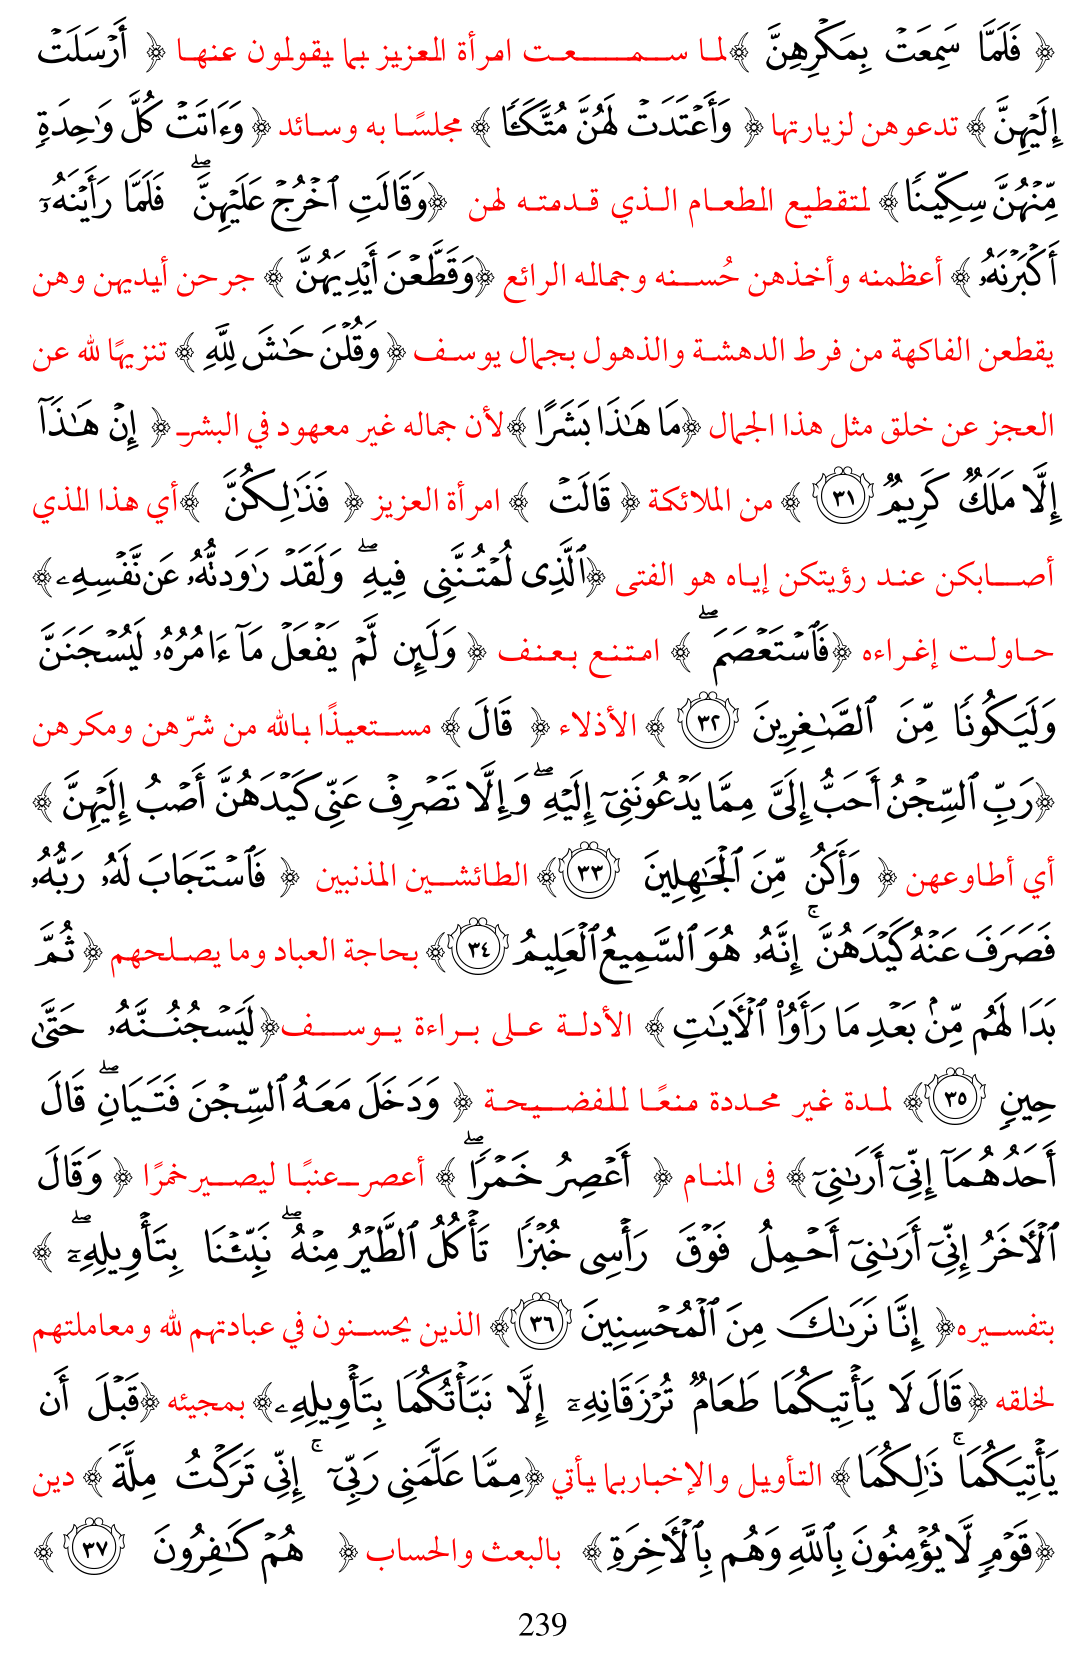 ﴿ فَلَمَّا سَمِعَتۡ بِمَكۡرِهِنَّ ﴾لما سمعت امرأة العزيز بما يقولون عنها ﴿ أَرۡسَلَتۡ
إِلَيۡهِنَّ ﴾ تدعوهن لزيارتها ﴿ وَأَعۡتَدَتۡ لَهُنَّ مُتَّكَـٔٗا ﴾ مجلسًا به وسائد ﴿ وَءَاتَتۡ كُلَّ وَٰحِدَةٖ
مِّنۡهُنَّ سِكِّينٗا ﴾ لتقطيع الطعام الذي قدمته لهن ﴿وَقَالَتِ ٱخۡرُجۡ عَلَيۡهِنَّۖ فَلَمَّا رَأَيۡنَهُۥٓ
أَكۡبَرۡنَهُۥ ﴾ أعظمنه وأخذهن حُسنه وجماله الرائع ﴿وَقَطَّعۡنَ أَيۡدِيَهُنَّ ﴾ جرحن أيديهن وهن
يقطعن الفاكهة من فرط الدهشة والذهول بجمال يوسف ﴿ وَقُلۡنَ حَٰشَ لِلَّهِ ﴾ تنزيهًا لله عن
العجز عن خلق مثل هذا الجمال ﴿مَا هَٰذَا بَشَرًا ﴾لأن جماله غير معهود في البشر ﴿ إِنۡ هَٰذَآ
إِلَّا مَلَكٞ كَرِيمٞ ٣١ ﴾ من الملائكة ﴿ قَالَتۡ ﴾ امرأة العزيز ﴿ فَذَٰلِكُنَّ ﴾أي هذا الذي
أصابكن عند رؤيتكن إياه هو الفتى ﴿ٱلَّذِي لُمۡتُنَّنِي فِيهِۖ وَلَقَدۡ رَٰوَدتُّهُۥ عَن نَّفۡسِهِۦ﴾
حاولت إغراءه ﴿فَٱسۡتَعۡصَمَۖ ﴾ امتنع بعنف ﴿ وَلَئِن لَّمۡ يَفۡعَلۡ مَآ ءَامُرُهُۥ لَيُسۡجَنَنَّ
وَلَيَكُونٗا مِّنَ ٱلصَّٰغِرِينَ ٣٢ ﴾ الأذلاء ﴿ قَالَ ﴾ مستعيذًا بالله من شرّهن ومكرهن
﴿رَبِّ ٱلسِّجۡنُ أَحَبُّ إِلَيَّ مِمَّا يَدۡعُونَنِيٓ إِلَيۡهِۖ وَإِلَّا تَصۡرِفۡ عَنِّي كَيۡدَهُنَّ أَصۡبُ إِلَيۡهِنَّ ﴾
أي أطاوعهن ﴿ وَأَكُن مِّنَ ٱلۡجَٰهِلِينَ ٣٣﴾ الطائشين المذنبين ﴿ فَٱسۡتَجَابَ لَهُۥ رَبُّهُۥ
فَصَرَفَ عَنۡهُ كَيۡدَهُنَّۚ إِنَّهُۥ هُوَ ٱلسَّمِيعُ ٱلۡعَلِيمُ ٣٤﴾ بحاجة العباد وما يصلحهم ﴿ ثُمَّ
بَدَا لَهُم مِّنۢ بَعۡدِ مَا رَأَوُاْ ٱلۡأٓيَٰتِ ﴾ الأدلة على براءة يوسف﴿لَيَسۡجُنُنَّهُۥ حَتَّىٰ
حِينٖ ٣٥﴾ لمدة غير محددة منعًا للفضيحة ﴿ وَدَخَلَ مَعَهُ ٱلسِّجۡنَ فَتَيَانِۖ قَالَ
أَحَدُهُمَآ إِنِّيٓ أَرَىٰنِيٓ ﴾ فى المنام ﴿ أَعۡصِرُ خَمۡرٗاۖ ﴾ أعصر عنبًا ليصير خمرًا ﴿ وَقَالَ
ٱلۡأٓخَرُ إِنِّيٓ أَرَىٰنِيٓ أَحۡمِلُ فَوۡقَ رَأۡسِي خُبۡزٗا تَأۡكُلُ ٱلطَّيۡرُ مِنۡهُۖ نَبِّئۡنَا بِتَأۡوِيلِهِۦٓۖ ﴾
بتفسيره﴿ إِنَّا نَرَىٰكَ مِنَ ٱلۡمُحۡسِنِينَ ٣٦﴾ الذين يحسنون في عبادتهم لله ومعاملتهم
لخلقه ﴿قَالَ لَا يَأۡتِيكُمَا طَعَامٞ تُرۡزَقَانِهِۦٓ إِلَّا نَبَّأۡتُكُمَا بِتَأۡوِيلِهِۦ﴾ بمجيئه ﴿قَبۡلَ أَن
يَأۡتِيَكُمَاۚ ذَٰلِكُمَا﴾ التأويل والإخبار بما يأتي ﴿مِمَّا عَلَّمَنِي رَبِّيٓۚ إِنِّي تَرَكۡتُ مِلَّةَ ﴾ دين
﴿قَوۡمٖ لَّا يُؤۡمِنُونَ بِٱللَّهِ وَهُم بِٱلۡأٓخِرَةِ ﴾ بالبعث والحساب ﴿ هُمۡ كَٰفِرُونَ ٣٧ ﴾
239